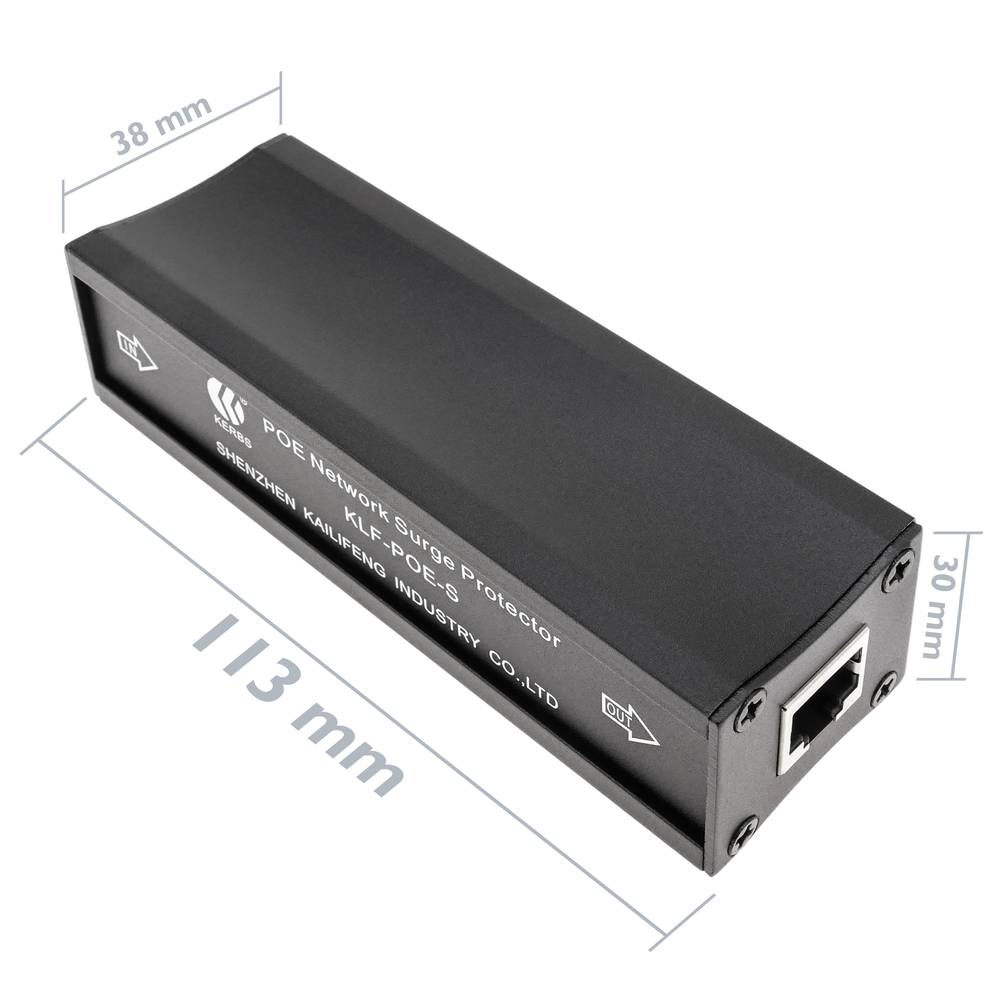 38 mm
IN
VP
KERBS
POE Network Surge Protector
KLF-POE-S
SHENZHEN KAILIFENG INDUSTRY CO.,LTD
OUT
30 mm
113 mm